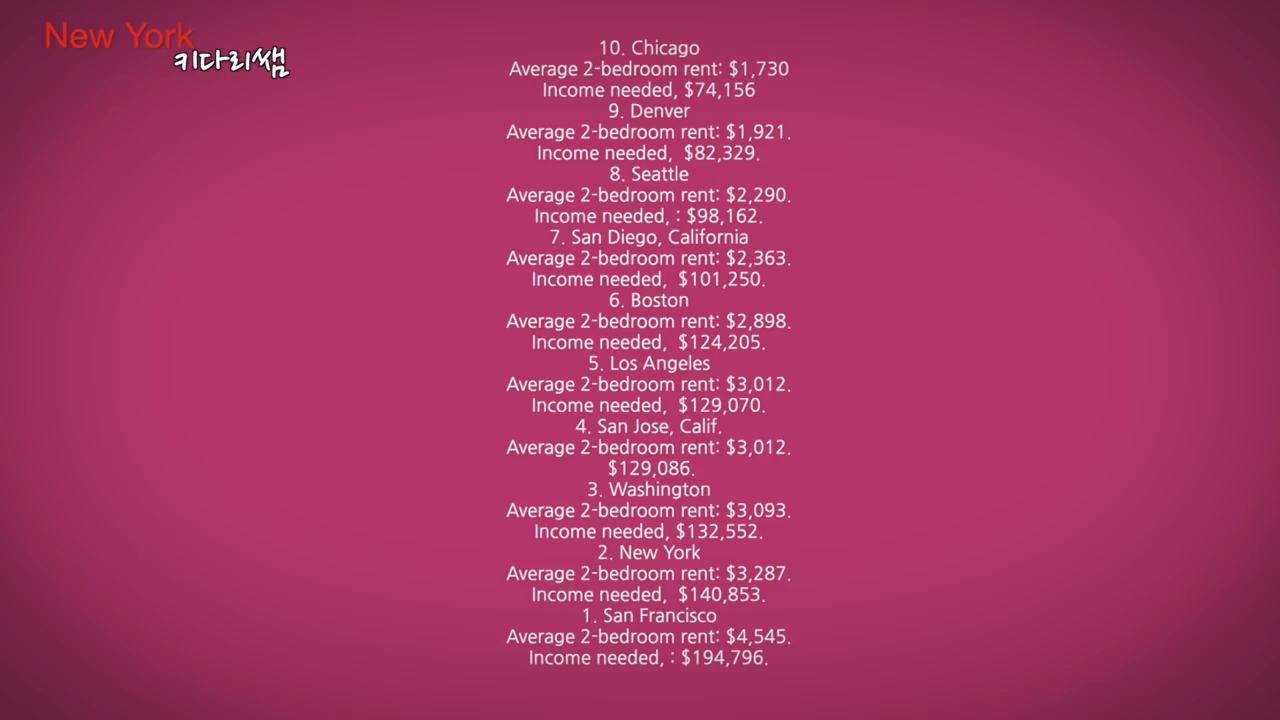 New York
키다리쌤
10. Chicago
Average 2-bedroom rent: $1,730
Income needed, $74,156
9. Denver
Average 2-bedroom rent: $1,921.
Income needed,  $82,329.
8. Seattle
Average 2-bedroom rent: $2,290.
Income needed, : $98,162.
7. San Diego, California
Average 2-bedroom rent: $2,363.
Income needed,  $101,250.
6. Boston
Average 2-bedroom rent: $2,898.
Income needed,  $124,205.
5. Los Angeles
Average 2-bedroom rent: $3,012.
Income needed,  $129,070.
4. San Jose, Calif.
Average 2-bedroom rent: $3,012.
$129,086.
3. Washington
Average 2-bedroom rent: $3,093.
Income needed, $132,552.
2. New York
Average 2-bedroom rent: $3,287.
Income needed,  $140,853.
1. San Francisco
Average 2-bedroom rent: $4,545.
Income needed, : $194,796.